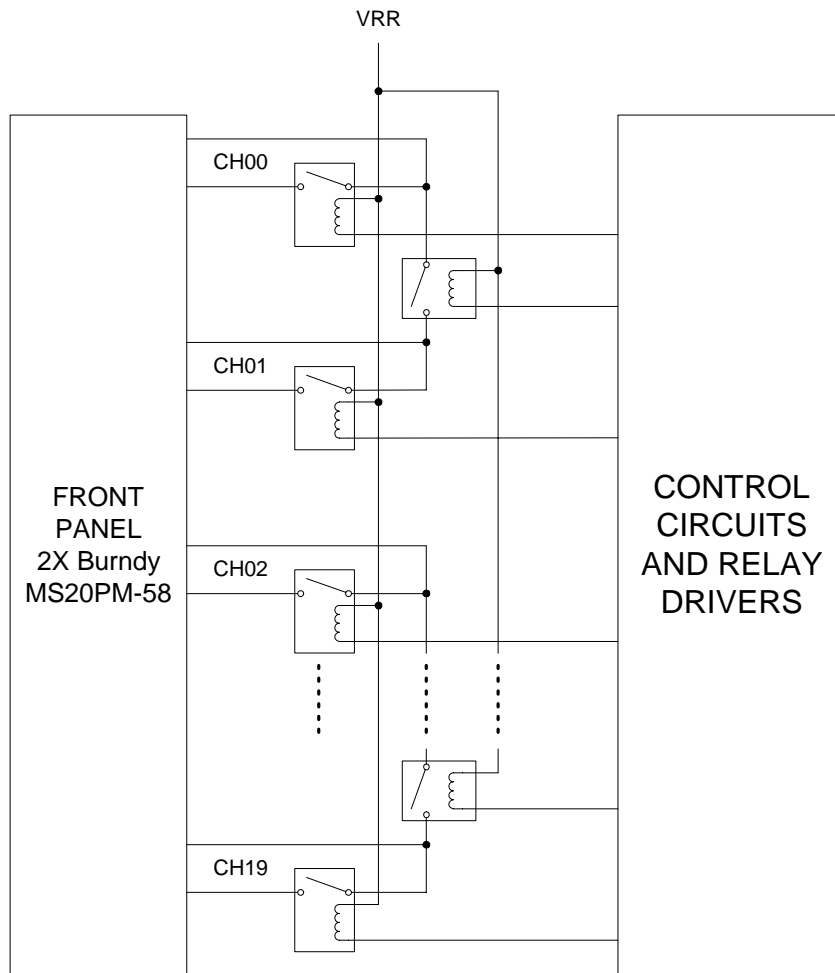 VRR
CH00
CH01
FRONT
PANEL
2X Burndy
MS20PM-58
CONTROL
CIRCUITS
AND RELAY
DRIVERS
CH02
CH19